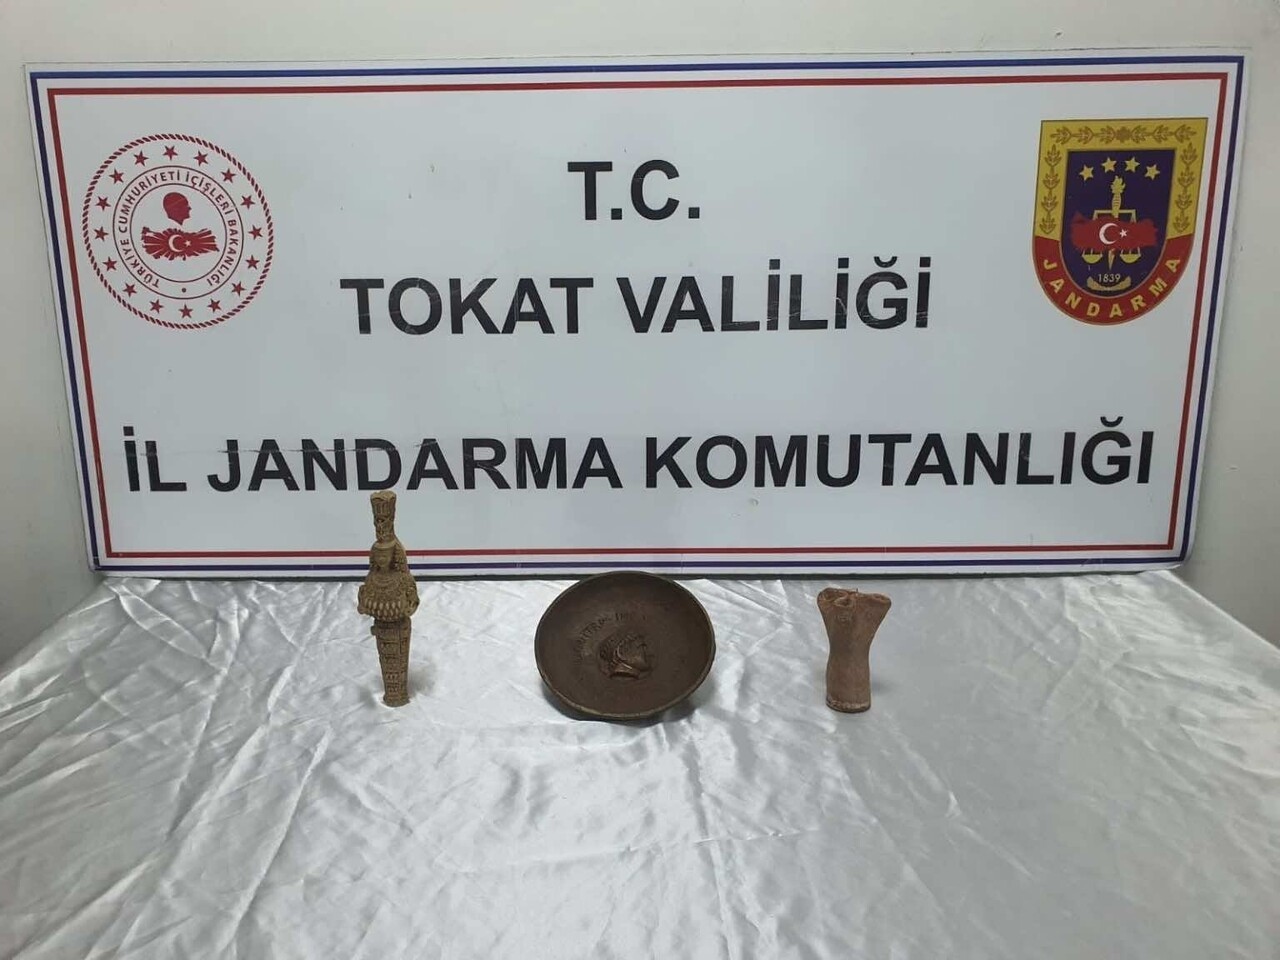 T.C.
TOKAT VALİLİĞİ
İL JANDARMA KOMUTANLIĞI
TÜRKİYE CUMHURİYETİ İÇİŞLERİ BAKANLIĞI
1839
JANDARMA